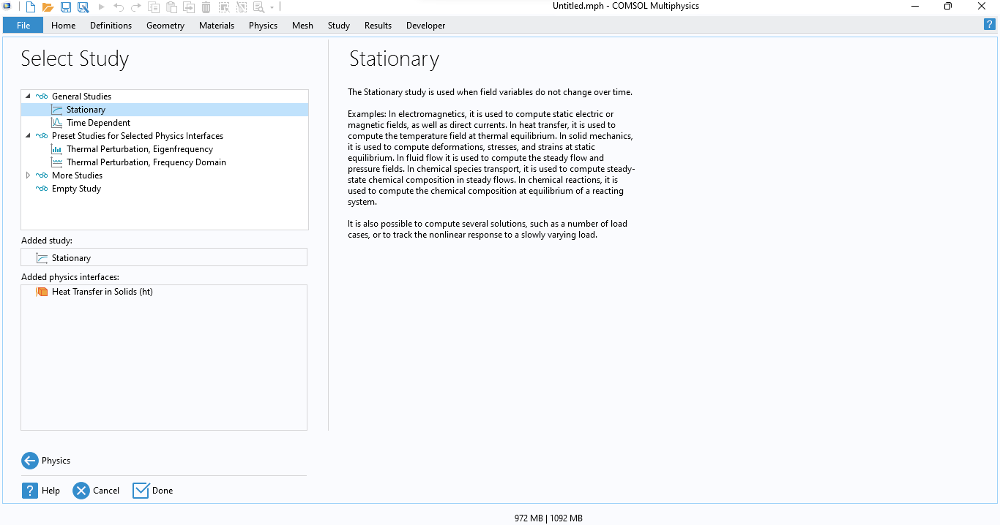 Untitled.mph - COMSOL Multiphysics
File Home Definitions Geometry Materials Physics Mesh Study Results Developer ?
Select Study
General Studies
Stationary
Time Dependent
Preset Studies for Selected Physics Interfaces
Thermal Perturbation, Eigenfrequency
Thermal Perturbation, Frequency Domain
More Studies
Empty Study
Added study:
Stationary
Added physics interfaces:
Heat Transfer in Solids (ht)
Physics
? Help Cancel Done
Stationary
The Stationary study is used when field variables do not change over time.
Examples: In electromagnetics, it is used to compute static electric or
magnetic fields, as well as direct currents. In heat transfer, it is used to
compute the temperature field at thermal equilibrium. In solid mechanics,
it is used to compute deformations, stresses, and strains at static
equilibrium. In fluid flow it is used to compute the steady flow and
pressure fields. In chemical species transport, it is used to compute steady-
state chemical composition in steady flows. In chemical reactions, it is
used to compute the chemical composition at equilibrium of a reacting
system.
It is also possible to compute several solutions, such as a number of load
cases, or to track the nonlinear response to a slowly varying load.
972 MB | 1092 MB